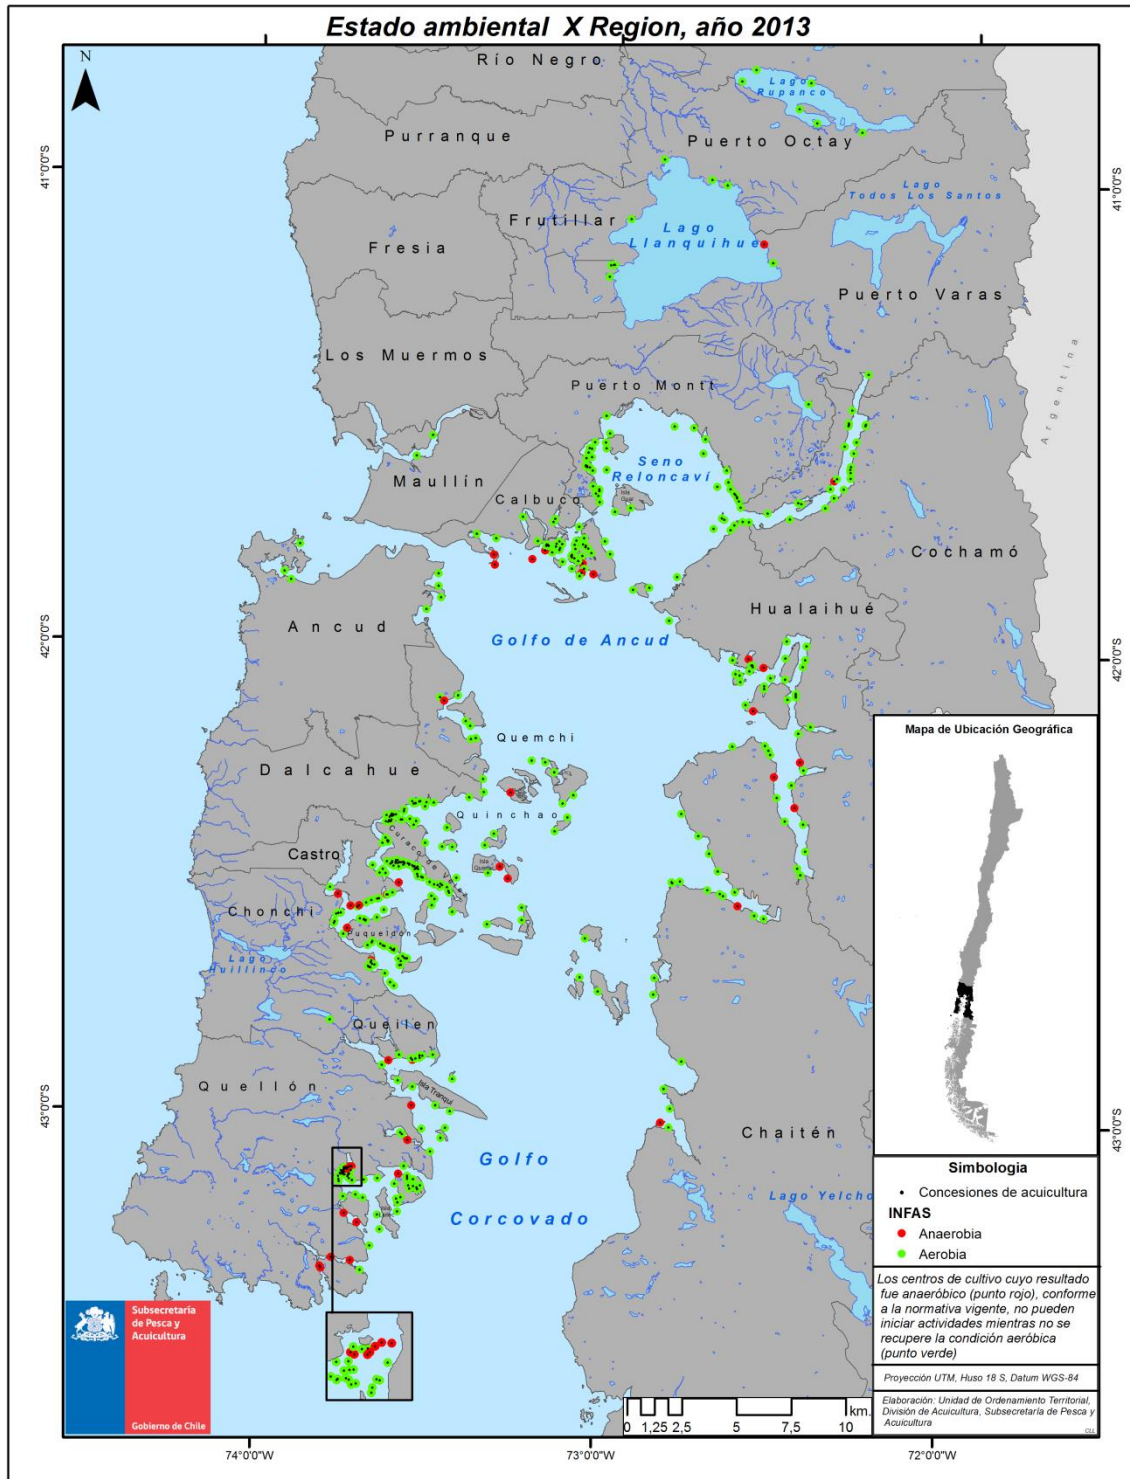 Estado ambiental X Region, año 2013
N
Río Negro
Lago
Rupanco
Purranque
Puerto Octay
41°0'0"S
41°0'0"S
Lago
Todos Los Santos
Frutillar
Lago
Llanquihue
Fresia
Puerto Varas
Los Muermos
Puerto Montt
Argentina
Seno
Reloncaví
Maullín
Calbuco
Isla
Cochamó
Hualaihué
Ancud
Golfo de Ancud
42°0'0"S
42°0'0"S
Quemchi
Dalcahue
Quinchao
Curaco de Velez
Castro
Isla
Chonchi
Puqueldón
Lago
Huillinco
Queilen
Quellón
Isla Tranqui
43°0'0"S
43°0'0"S
Chaitén
Golfo
Corcovado
Lago Yelcho
Mapa de Ubicación Geográfica
Simbologia
Concesiones de acuicultura
INFAS
Anaerobia
Aerobia
Los centros de cultivo cuyo resultado
fue anaeróbico (punto rojo), conforme
a la normativa vigente, no pueden
iniciar actividades mientras no se
recupere la condición aeróbica
(punto verde)
Proyección UTM, Huso 18 S, Datum WGS-84
Elaboración: Unidad de Ordenamiento Territorial,
División de Acuicultura, Subsecretaría de Pesca y
Acuicultura
CLL
Subsecretaría
de Pesca y
Acuicultura
Gobierno de Chile
km.
0 1,25 2,5 5 7,5 10
74°0'0"W
73°0'0"W
72°0'0"W